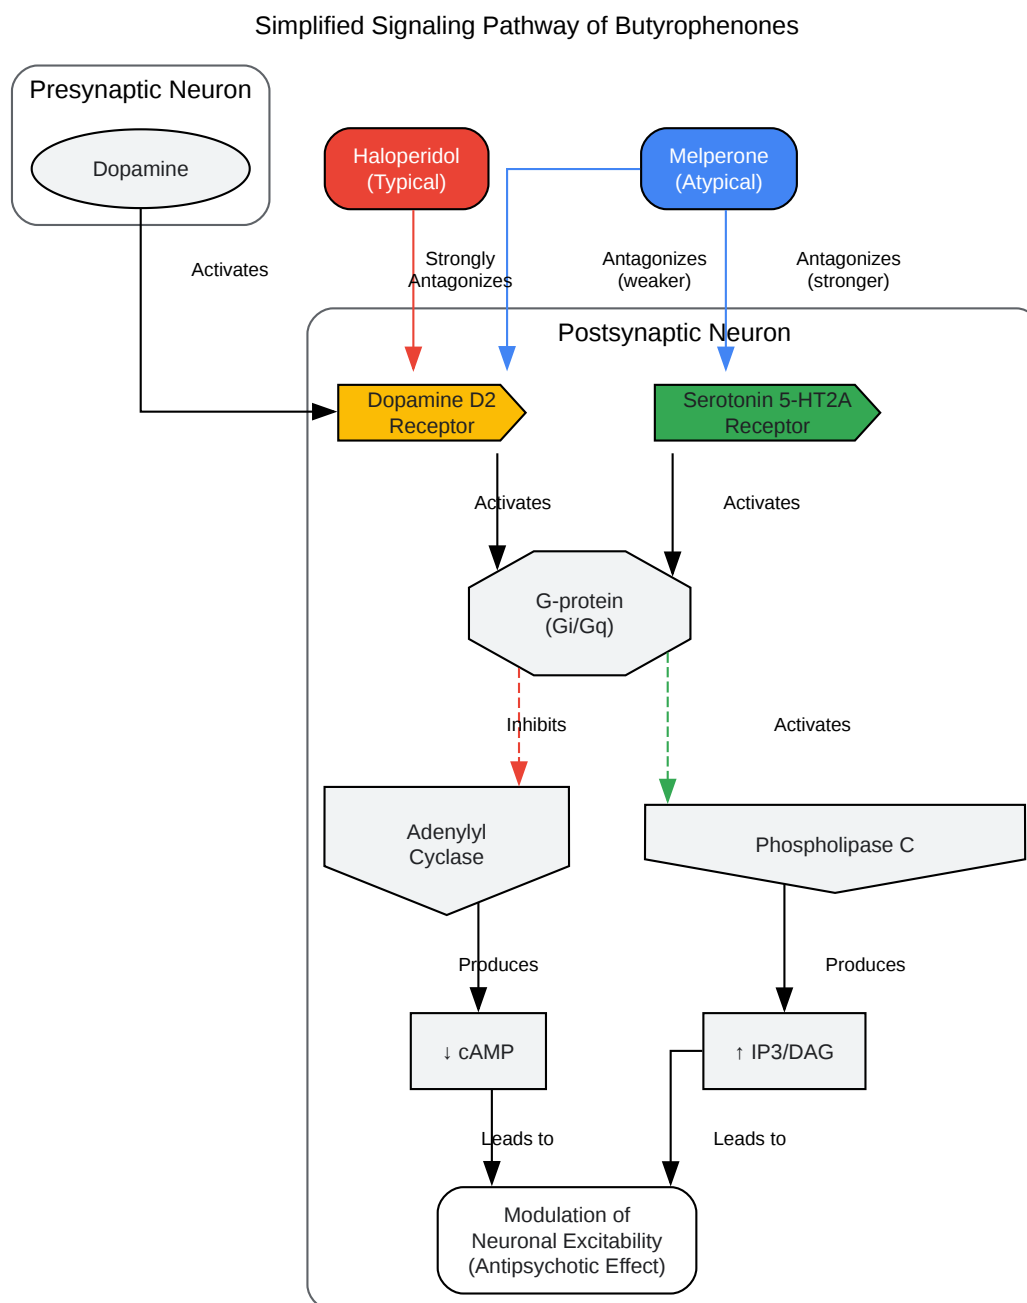 Simplified Signaling Pathway of Butyrophenones
Presynaptic Neuron
Dopamine
Haloperidol
(Typical)
Melperone
(Atypical)
Activates
Strongly
Antagonizes
Antagonizes
(weaker)
Antagonizes
(stronger)
Postsynaptic Neuron
Dopamine D2
Receptor
Serotonin 5-HT2A
Receptor
Activates
Activates
G-protein
(Gi/Gq)
Inhibits
Activates
Adenylyl
Cyclase
Phospholipase C
Produces
Produces
↓ cAMP
↑ IP3/DAG
Leads to
Leads to
Modulation of
Neuronal Excitability
(Antipsychotic Effect)